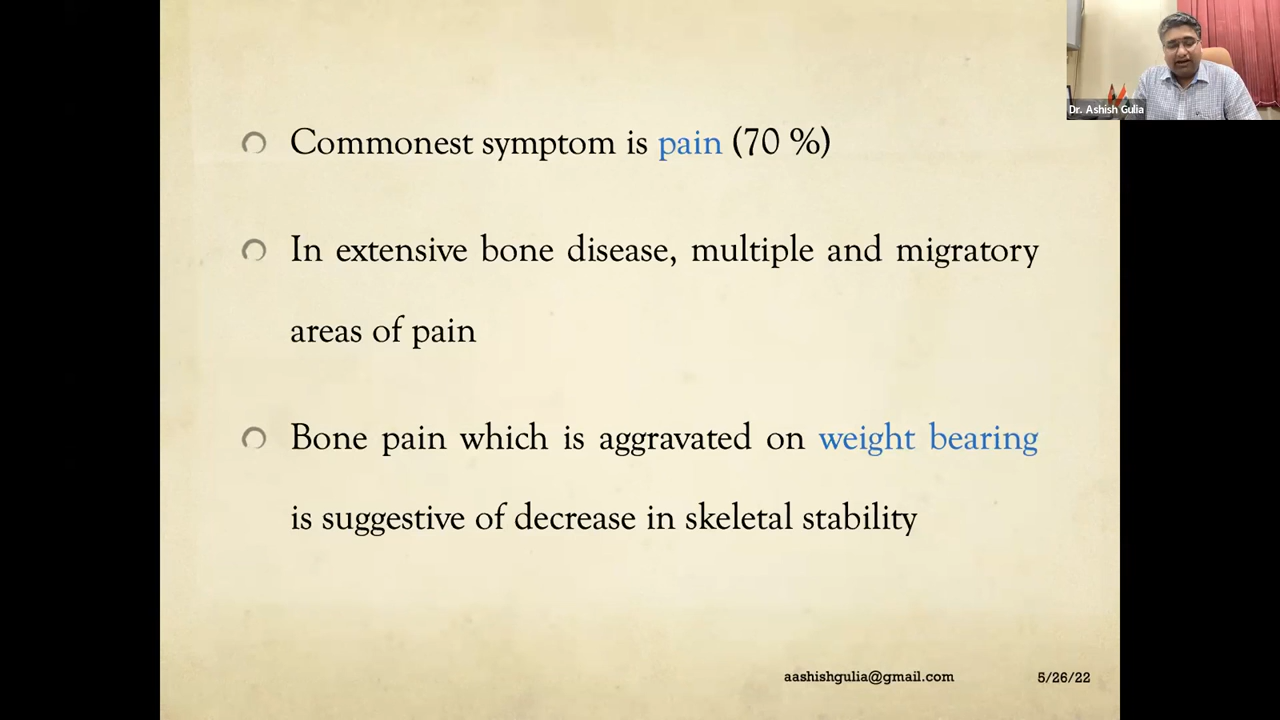 Dr. Ashish Gulia
Commonest symptom is pain (70 %)
In extensive bone disease, multiple and migratory
areas of pain
Bone pain which is aggravated on weight bearing
is suggestive of decrease in skeletal stability
aashishgulia@gmail.com
5/26/22